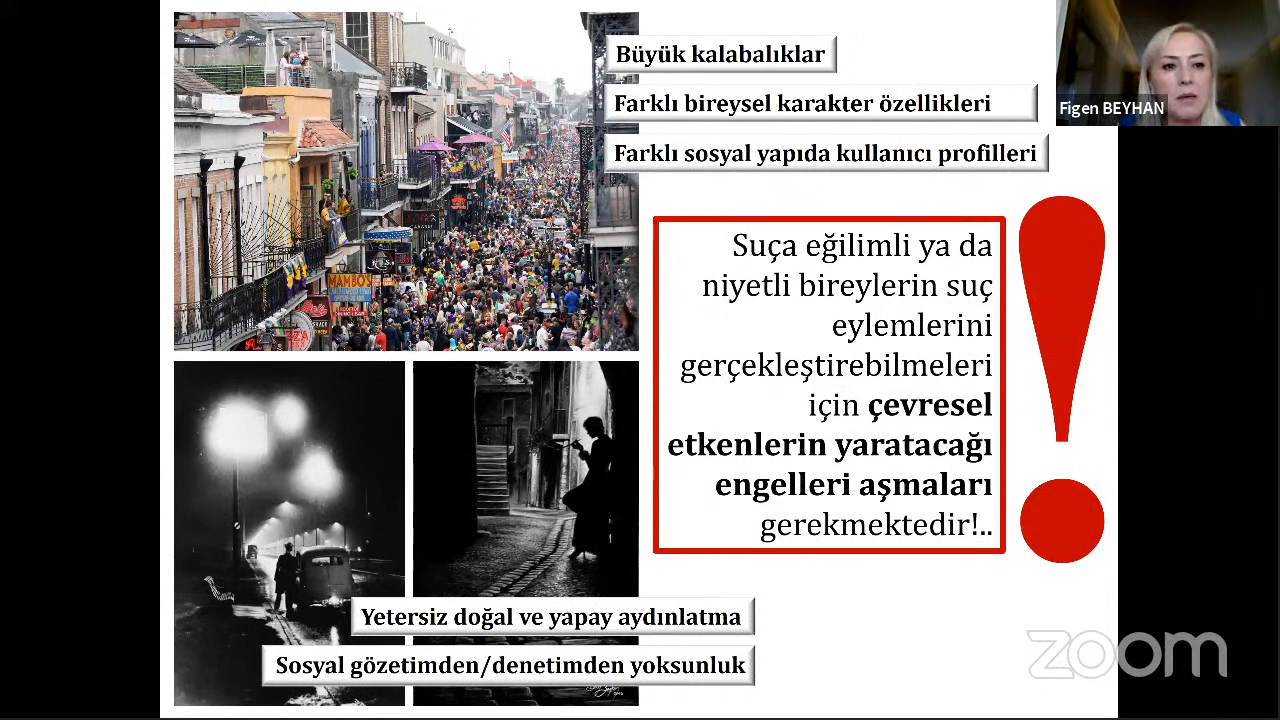 Büyük kalabalıklar
Farklı bireysel karakter özellikleri
Farklı sosyal yapıda kullanıcı profilleri
Figen BEYHAN
MAMBO'S
Suça eğilimli ya da
niyetli bireylerin suç
eylemlerini
gerçekleştirebilmeleri
için çevresel
etkenlerin yaratacağı
engelleri aşmaları
gerekmektedir!..
Yetersiz doğal ve yapay aydınlatma
Sosyal gözetimden/denetimden yoksunluk
zoom